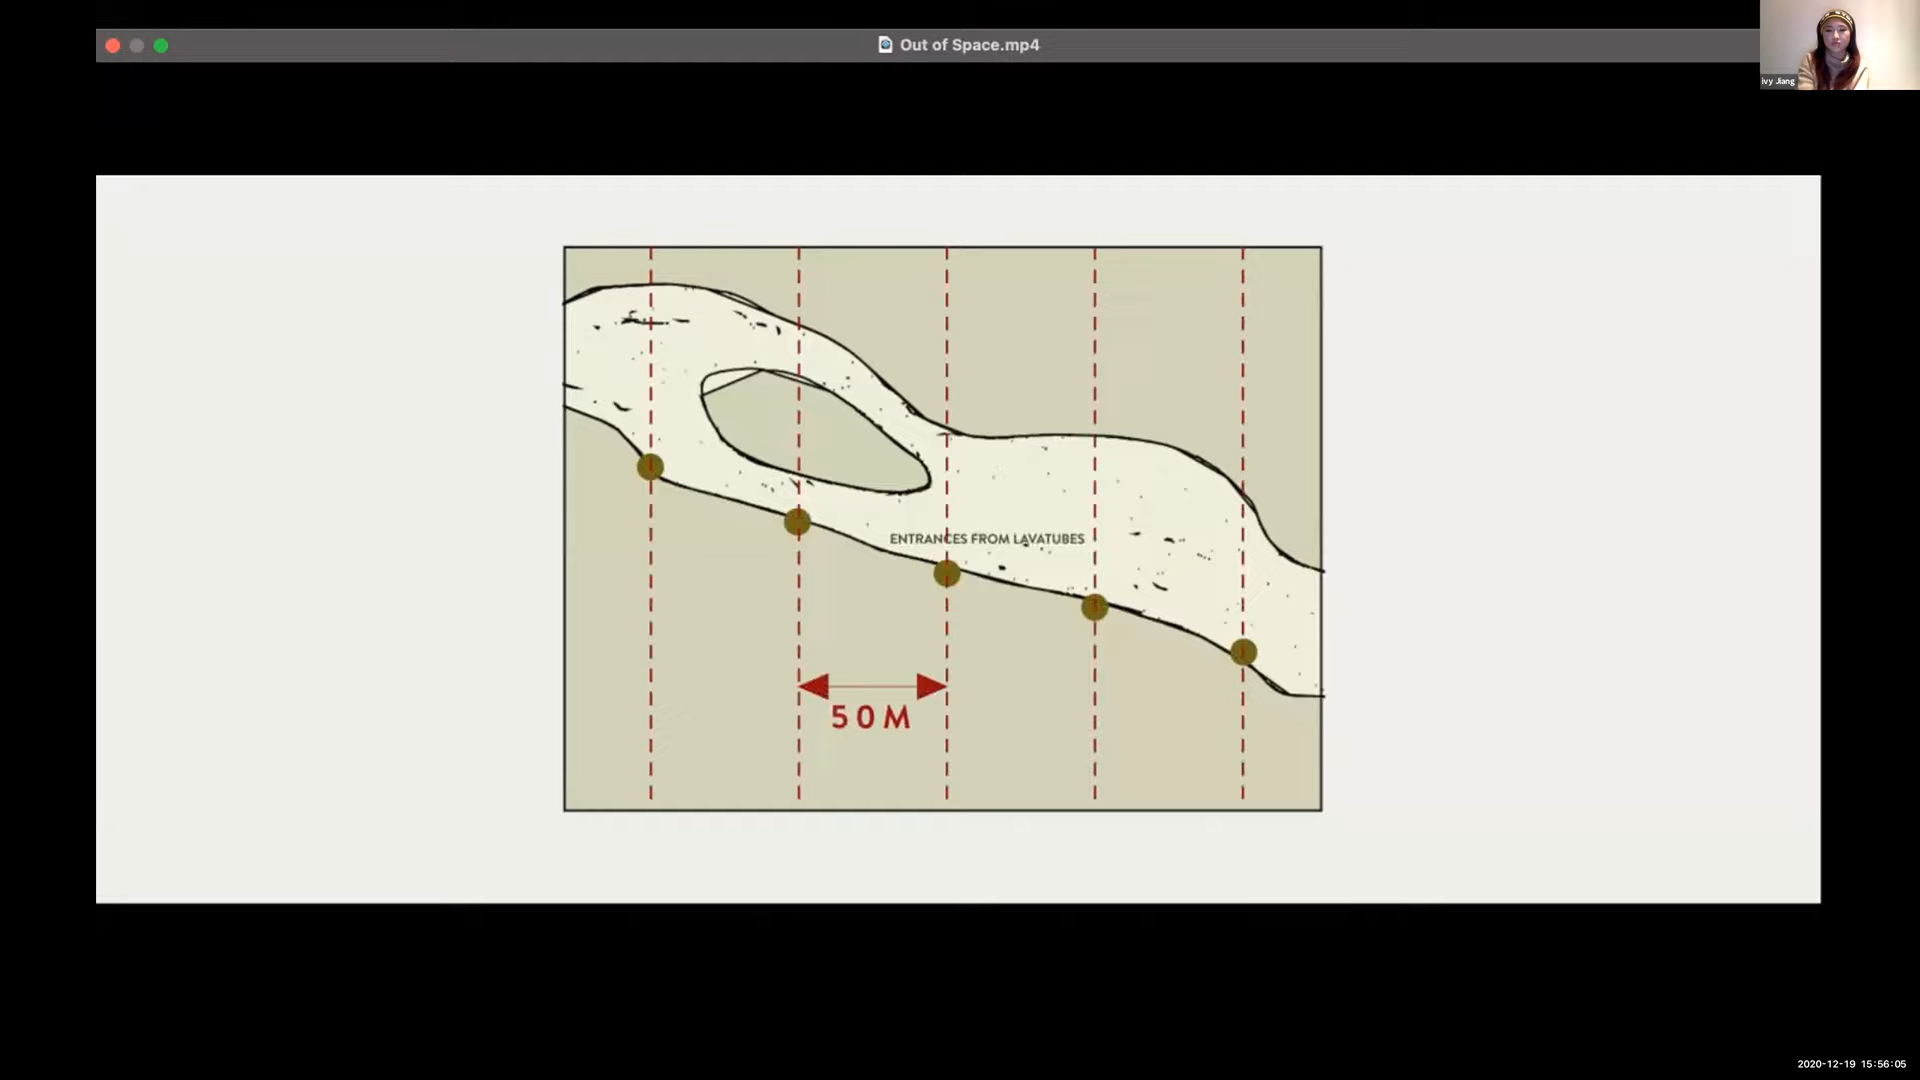 Out of Space.mp4
ivy Jiang
ENTRANCES FROM LAVATUBES
50M
2020-12-19 15:56:05